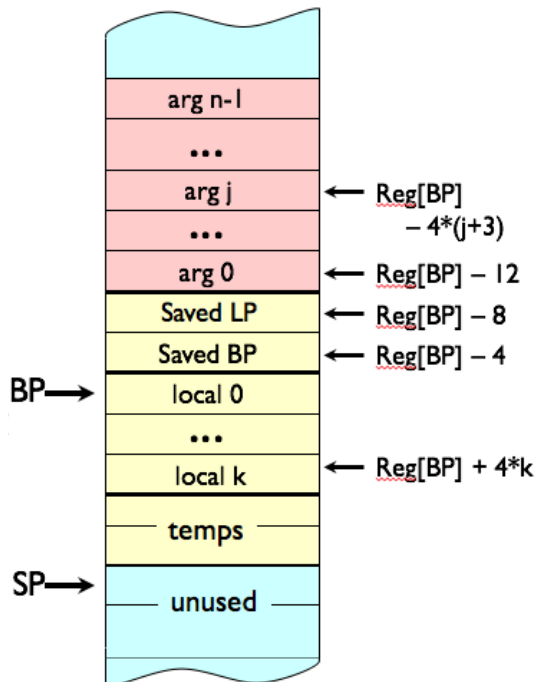 arg n-1
...
arg j
Reg[BP]
– 4*(j+3)
...
arg 0
Reg[BP] – 12
Saved LP
Reg[BP] – 8
Saved BP
Reg[BP] – 4
BP
local 0
...
local k
Reg[BP] + 4*k
temps
SP
unused